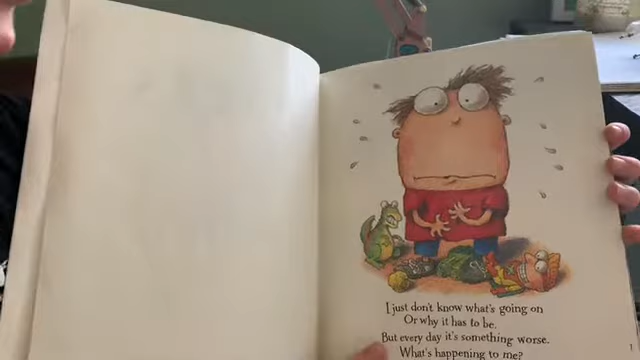 I just don't know what's going on
Or why it has to be.
But every day it's something worse.
What's happening to me?
1